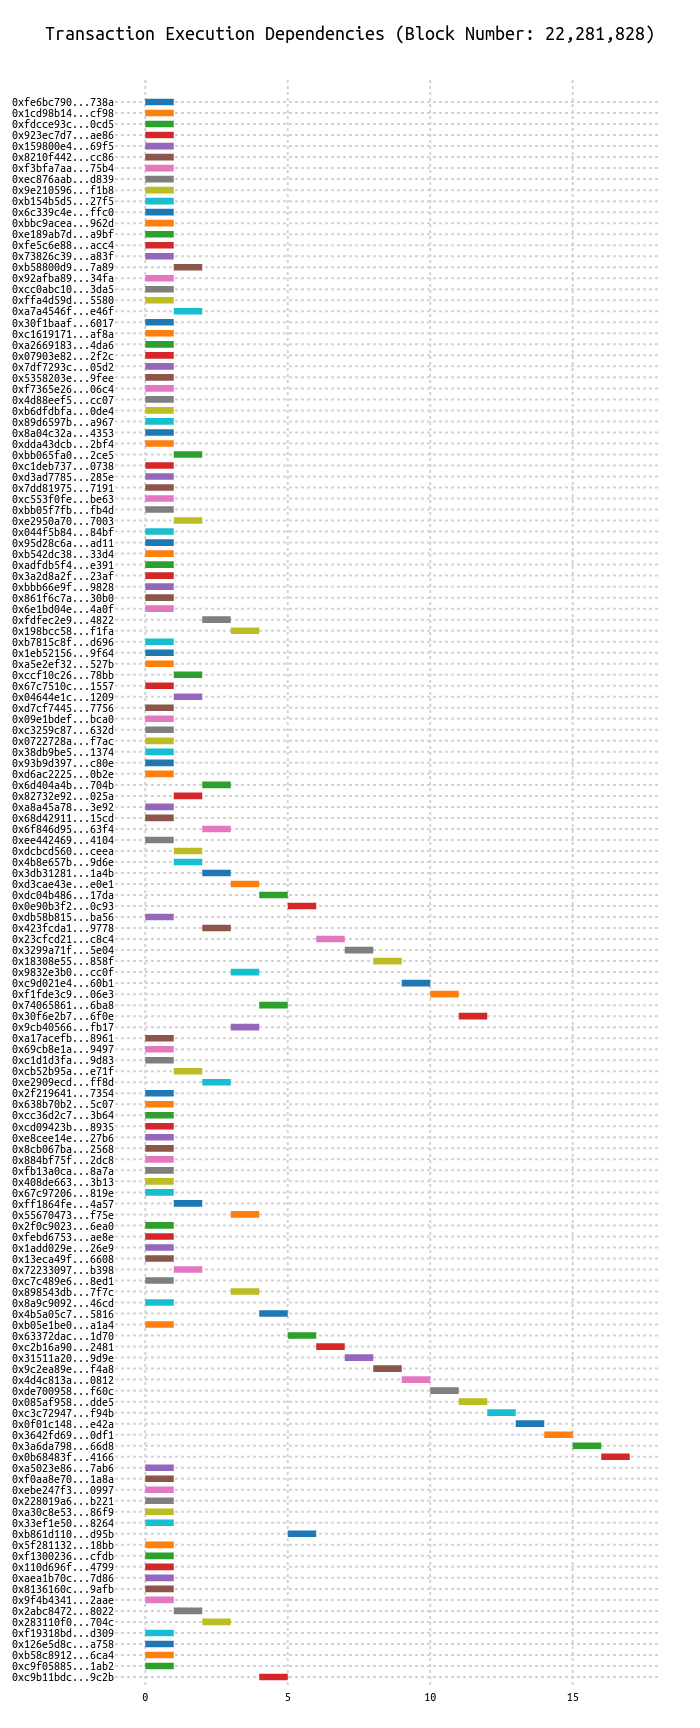 Transaction Execution Dependencies (Block Number: 22,281,828)
0xfe6bc790...738a
0x1cd98b14...cf98
0xfdcce93c...0cd5
0x923ec7d7...ae86
0x159800e4...69f5
0x8210f442...cc86
0xf3bfa7aa...75b4
0xec876aab...d839
0x9e210596...f1b8
0xb154b5d5...27f5
0x6c339c4e...ffc0
0xbbc9acea...962d
0xe189ab7d...a9bf
0xfe5c6e88...acc4
0x73826c39...a83f
0xb58800d9...7a89
0x92afba89...34fa
0xcc0abc10...3da5
0xffa4d59d...5580
0xa7a4546f...e46f
0x30f1baaf...6017
0xc1619171...af8a
0xa2669183...4da6
0x07903e82...2f2c
0x7df7293c...05d2
0x5358203e...9fee
0xf7365e26...06c4
0x4d88eef5...cc07
0xb6dfdbfa...0de4
0x89d6597b...a967
0x8a04c32a...4353
0xdda43dcb...2bf4
0xbb065fa0...2ce5
0xc1deb737...0738
0xd3ad7785...285e
0x7dd81975...7191
0xc553f0fe...be63
0xbb05f7fb...fb4d
0xe2950a70...7003
0x044f5b84...84bf
0x95d28c6a...ad11
0xb542dc38...33d4
0xadfdb5f4...e391
0x3a2d8a2f...23af
0xbbb66e9f...9828
0x861f6c7a...30b0
0x6e1bd04e...4a0f
0xfdfec2e9...4822
0x198bcc58...f1fa
0xb7815c8f...d696
0x1eb52156...9f64
0xa5e2ef32...527b
0xccf10c26...78bb
0x67c7510c...1557
0x04644e1c...1209
0xd7cf7445...7756
0x09e1bdef...bca0
0xc3259c87...632d
0x0722728a...f7ac
0x38db9be5...1374
0x93b9d397...c80e
0xd6ac2225...0b2e
0x6d404a4b...704b
0x82732e92...025a
0xa8a45a78...3e92
0x68d42911...15cd
0x6f846d95...63f4
0xee442469...4104
0xdcbcd560...ceea
0x4b8e657b...9d6e
0x3db31281...1a4b
0xd3cae43e...e0e1
0xdc04b486...17da
0x0e90b3f2...0c93
0xdb58b815...ba56
0x423fcda1...9778
0x23cfcd21...c8c4
0x3299a71f...5e04
0x18308e55...858f
0x9832e3b0...cc0f
0xc9d021e4...60b1
0xf1fde3c9...06e3
0x74065861...6ba8
0x30f6e2b7...6f0e
0x9cb40566...fb17
0xa17acefb...8961
0x69cb8e1a...9497
0xc1d1d3fa...9d83
0xcb52b95a...e71f
0xe2909ecd...ff8d
0x2f219641...7354
0x638b70b2...5c07
0xcc36d2c7...3b64
0xcd09423b...8935
0xe8cee14e...27b6
0x8cb067ba...2568
0x884bf75f...2dc8
0xfb13a0ca...8a7a
0x408de663...3b13
0x67c97206...819e
0xff1864fe...4a57
0x55670473...f75e
0x2f0c9023...6ea0
0xfebd6753...ae8e
0x1add029e...26e9
0x13eca49f...6608
0x72233097...b398
0xc7c489e6...8ed1
0x898543db...7f7c
0x8a9c9092...46cd
0x4b5a05c7...5816
0xb05e1be0...a1a4
0x63372dac...1d70
0xc2b16a90...2481
0x31511a20...9d9e
0x9c2ea89e...f4a8
0x4d4c813a...0812
0xde700958...f60c
0x085af958...dde5
0xc3c72947...f94b
0x0f01c148...e42a
0x3642fd69...0df1
0x3a6da798...66d8
0x0b68483f...4166
0xa5023e86...7ab6
0xf0aa8e70...1a8a
0xebe247f3...0997
0x228019a6...b221
0xa30c8e53...86f9
0x33ef1e50...8264
0xb861d110...d95b
0x5f281132...18bb
0xf1300236...cfdb
0x110d696f...4799
0xaea1b70c...7d86
0x8136160c...9afb
0x9f4b4341...2aae
0x2abc8472...8022
0x283110f0...704c
0xf19318bd...d309
0x126e5d8c...a758
0xb58c8912...6ca4
0xc9f05885...1ab2
0xc9b11bdc...9c2b
0 5 10 15